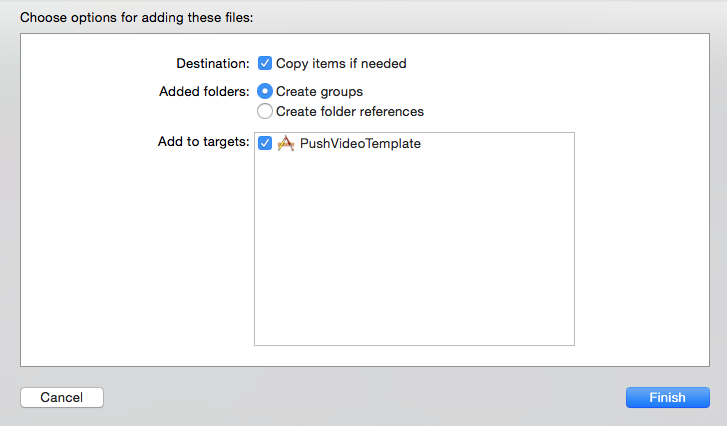 Choose options for adding these files:
Destination: Copy items if needed
Added folders: Create groups
Create folder references
Add to targets: PushVideoTemplate
Cancel Finish